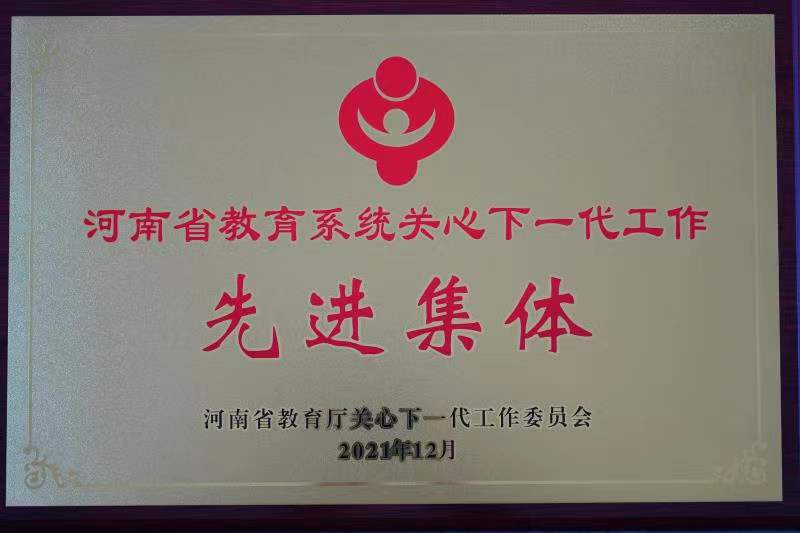 河南省教育系统关心下一代工作
先进集体
河南省教育厅关心下一代工作委员会
2021年12月